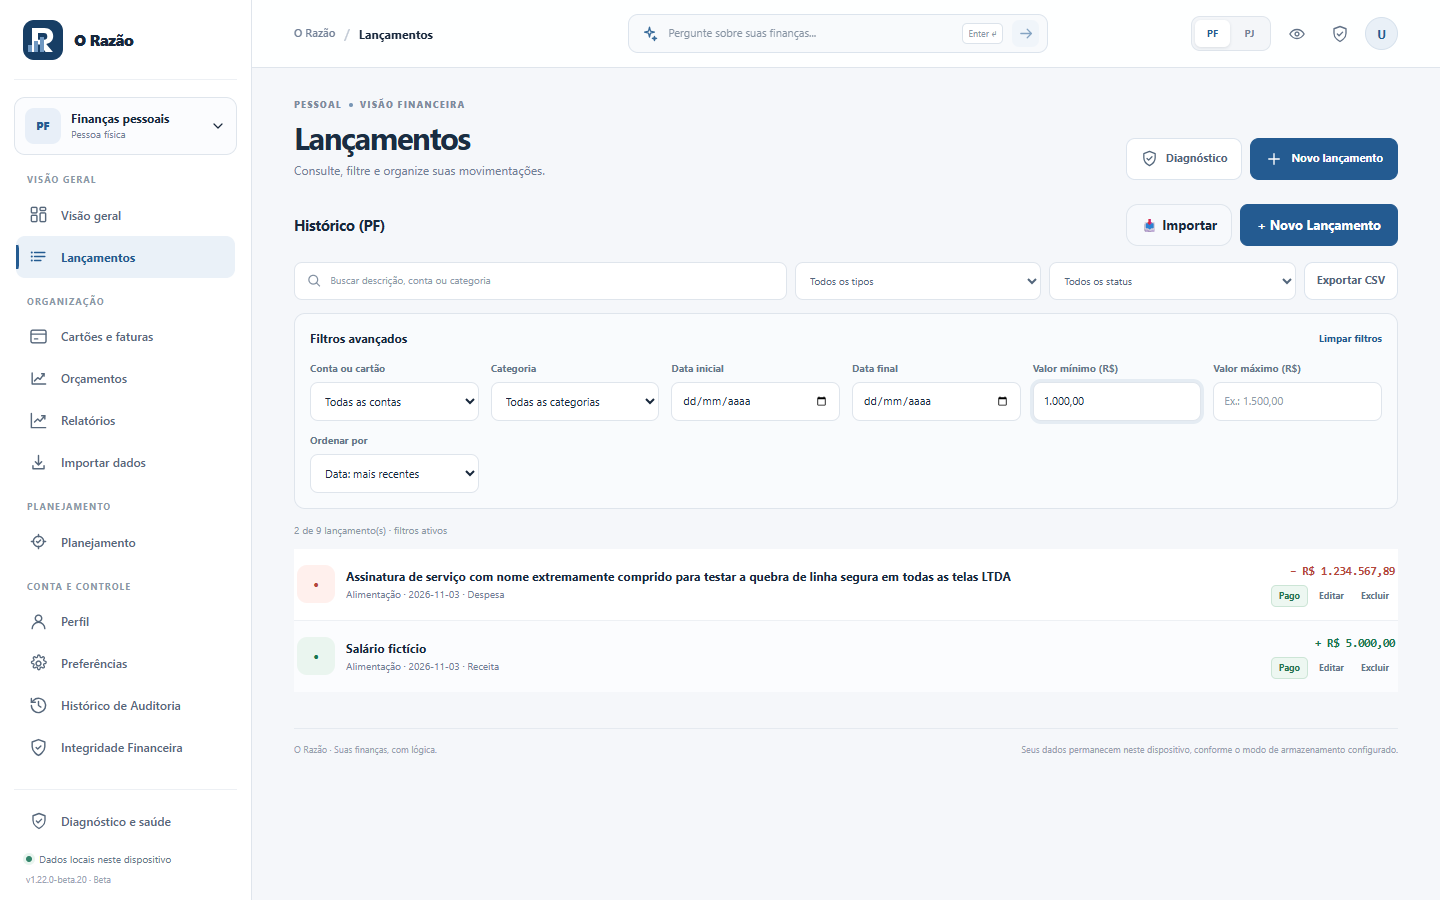 O Razão
PF
Finanças pessoais
Pessoa física
VISÃO GERAL
Visão geral
Lançamentos
ORGANIZAÇÃO
Cartões e faturas
Orçamentos
Relatórios
Importar dados
PLANEJAMENTO
Planejamento
CONTA E CONTROLE
Perfil
Preferências
Histórico de Auditoria
Integridade Financeira
Diagnóstico e saúde
Dados locais neste dispositivo
v1.22.0-beta.20 · Beta
O Razão / Lançamentos
Pergunte sobre suas finanças...
Enter ↵
PF PJ
U
PESSOAL • VISÃO FINANCEIRA
Lançamentos
Consulte, filtre e organize suas movimentações.
Diagnóstico
Novo lançamento
Histórico (PF)
Importar
+ Novo Lançamento
Buscar descrição, conta ou categoria
Todos os tipos
Todos os status
Exportar CSV
Filtros avançados
Limpar filtros
Conta ou cartão
Todas as contas
Categoria
Todas as categorias
Data inicial
dd/mm/aaaa
Data final
dd/mm/aaaa
Valor mínimo (R$)
1.000,00
Valor máximo (R$)
Ex.: 1.500,00
Ordenar por
Data: mais recentes
2 de 9 lançamento(s) · filtros ativos
Assinatura de serviço com nome extremamente comprido para testar a quebra de linha segura em todas as telas LTDA
Alimentação · 2026-11-03 · Despesa
− R$ 1.234.567,89
Pago Editar Excluir
Salário fictício
Alimentação · 2026-11-03 · Receita
+ R$ 5.000,00
Pago Editar Excluir
O Razão · Suas finanças, com lógica.
Seus dados permanecem neste dispositivo, conforme o modo de armazenamento configurado.